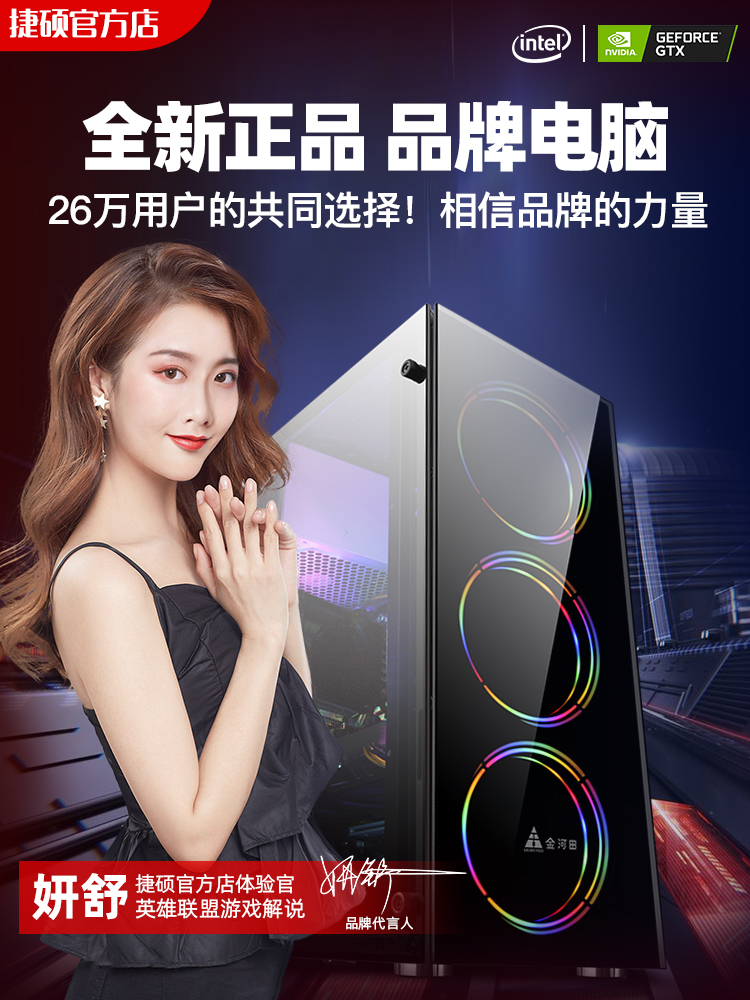 捷硕官方店
intel
NVIDIA
GEFORCE
GTX
全新正品 品牌电脑
26万用户的共同选择！相信品牌的力量
金河田
妍舒
捷硕官方店体验官
英雄联盟游戏解说
妍舒
品牌代言人